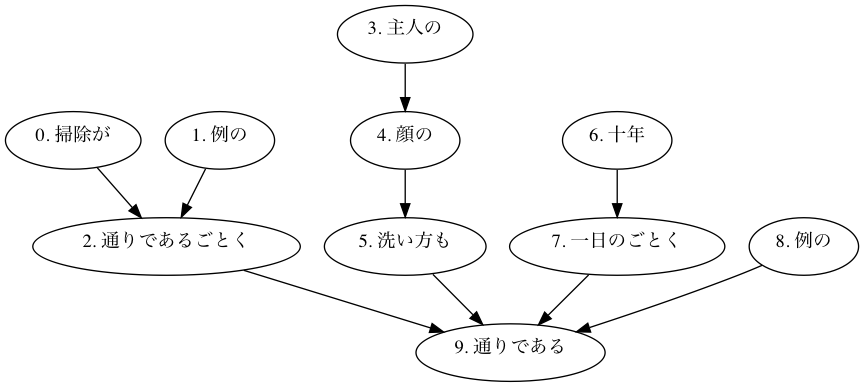 3. 主人の
0. 掃除が
1. 例の
4. 顔の
6. 十年
2. 通りであるごとく
5. 洗い方も
7. 一日のごとく
8. 例の
9. 通りである